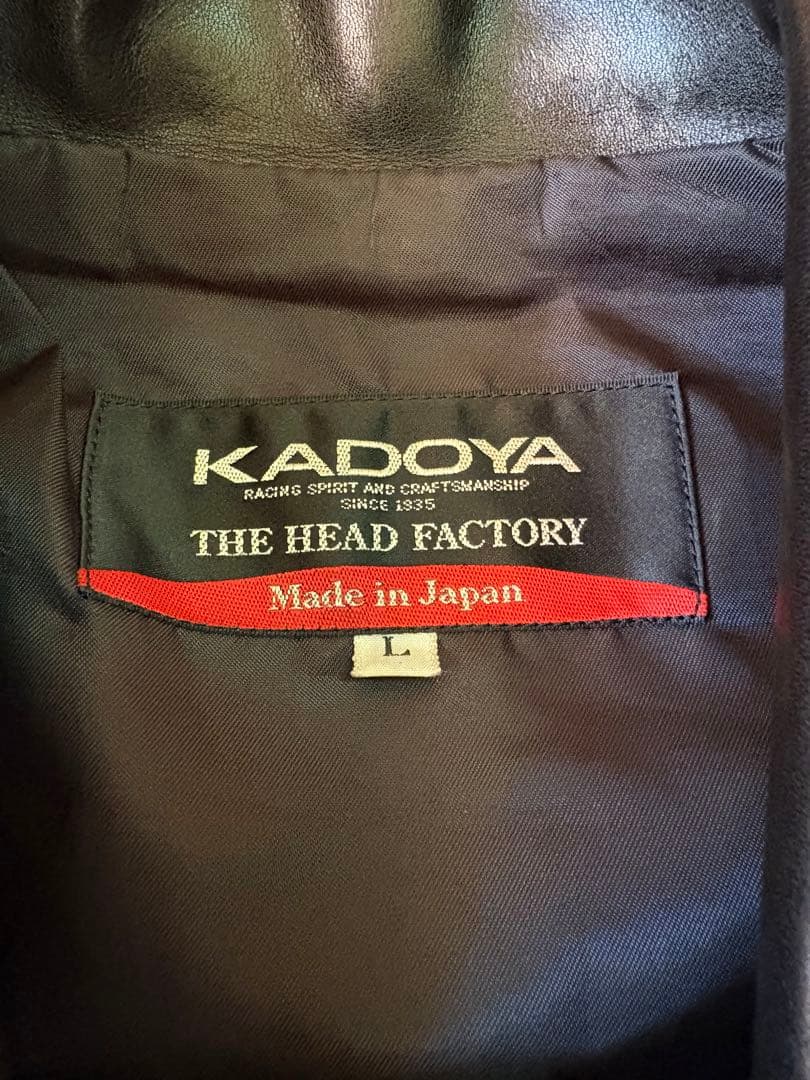 KADOYA
RACING SPIRIT AND CRAFTSMANSHIP
SINCE 1935
THE HEAD FACTORY
Made in Japan
L